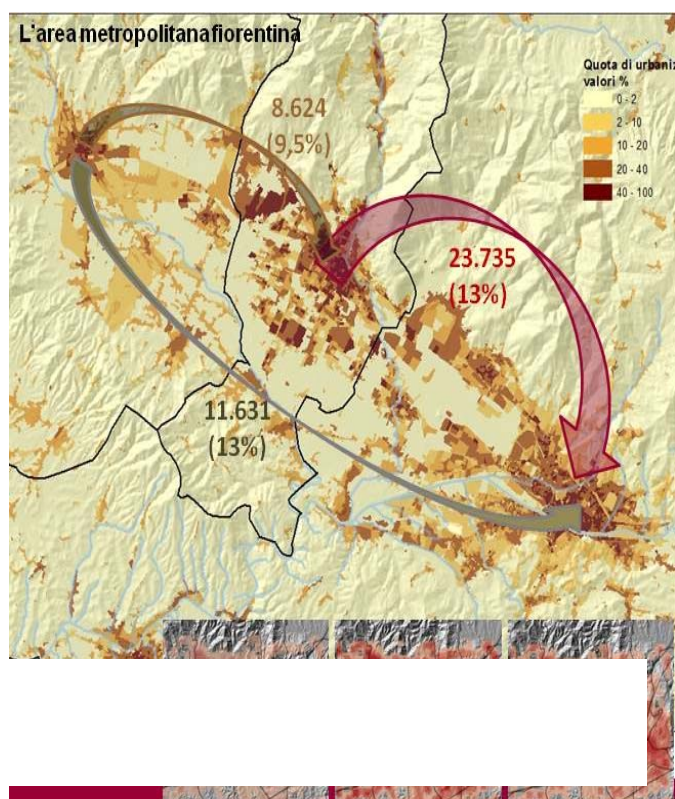 L'area metropolitana fiorentina
Quota di urbaniz
valori %
0 - 2
2 - 10
10 - 20
20 - 40
40 - 100
8.624
(9,5%)
23.735
(13%)
11.631
(13%)